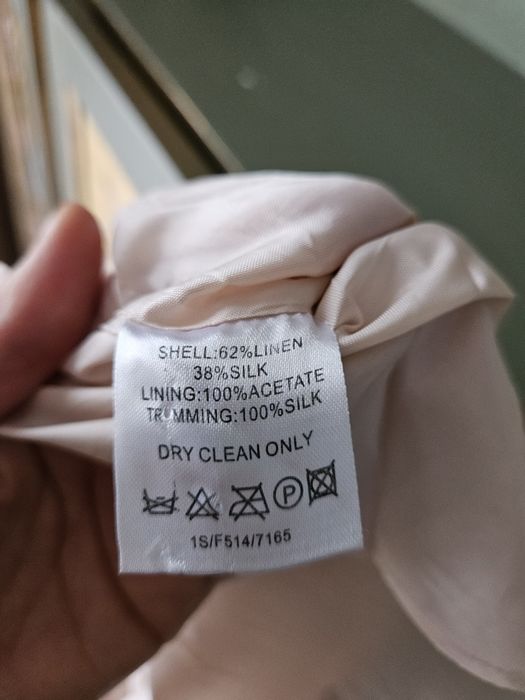 SHELL:62%LINEN
38%SILK
LINING:100%ACETATE
TRIMMING:100%SILK
DRY CLEAN ONLY
P
1S/F514/7165